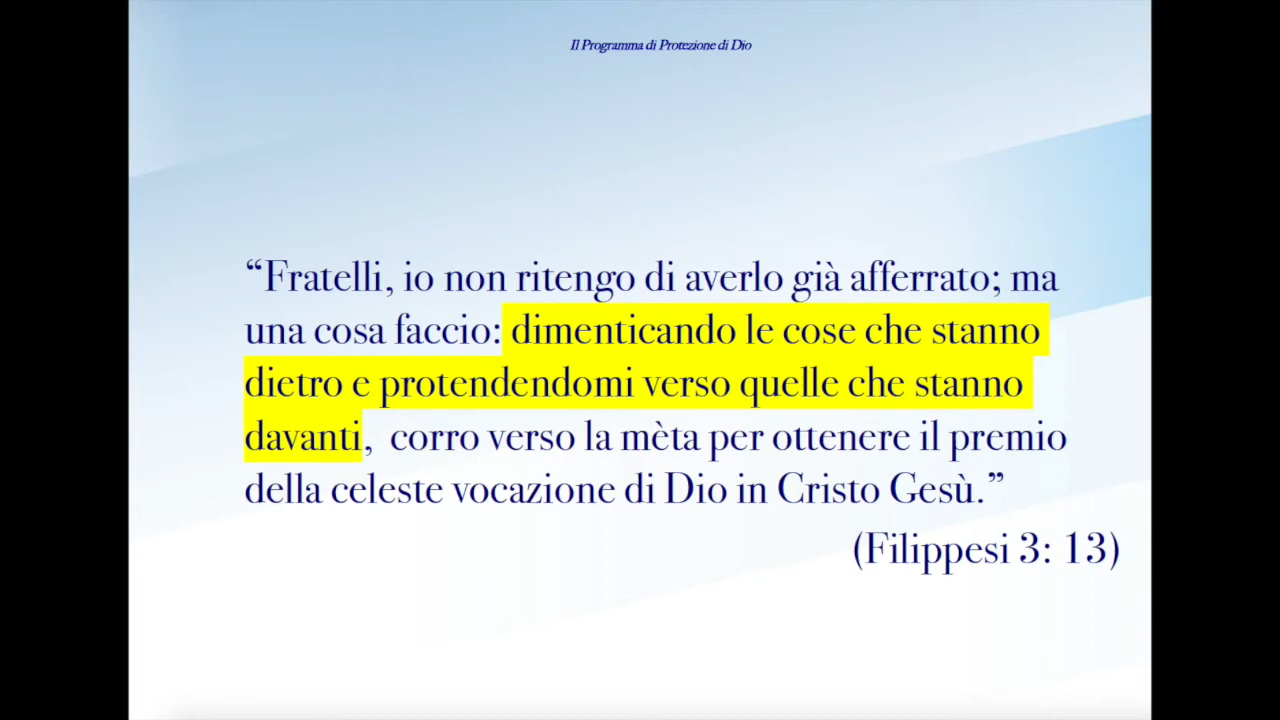 Il Programma di Protezione di Dio
“Fratelli, io non ritengo di averlo già afferrato; ma
una cosa faccio: dimenticando le cose che stanno
dietro e protendendomi verso quelle che stanno
davanti, corro verso la mèta per ottenere il premio
della celeste vocazione di Dio in Cristo Gesù.”
(Filippesi 3: 13)